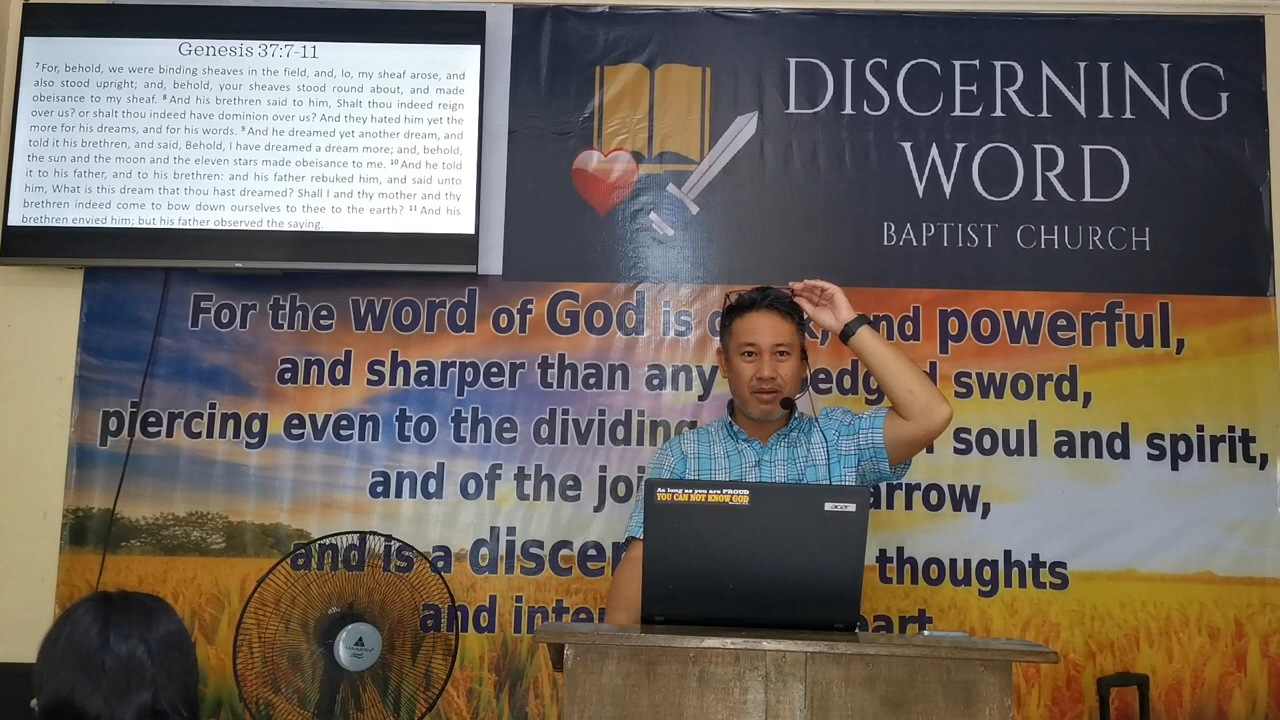 Genesis 37:7-11
⁷For, behold, we were binding sheaves in the field, and, lo, my sheaf arose, and
also stood upright; and, behold, your sheaves stood round about, and made
obeisance to my sheaf. ⁸And his brethren said to him, Shalt thou indeed reign
over us? or shalt thou indeed have dominion over us? And they hated him yet the
more for his dreams, and for his words. ⁹And he dreamed yet another dream, and
told it his brethren, and said, Behold, I have dreamed a dream more; and, behold,
the sun and the moon and the eleven stars made obeisance to me. ¹⁰And he told
it to his father, and to his brethren: and his father rebuked him, and said unto
him, What is this dream that thou hast dreamed? Shall I and thy mother and thy
brethren indeed come to bow down ourselves to thee to the earth? ¹¹And his
brethren envied him; but his father observed the saying.
DISCERNING
WORD
BAPTIST CHURCH
For the word of God is and powerful,
and sharper than any edged sword,
piercing even to the dividing soul and spirit,
and of the
and is a thoughts
and
As long as you are PROUD
YOU CAN NOT KNOW GOD
acer